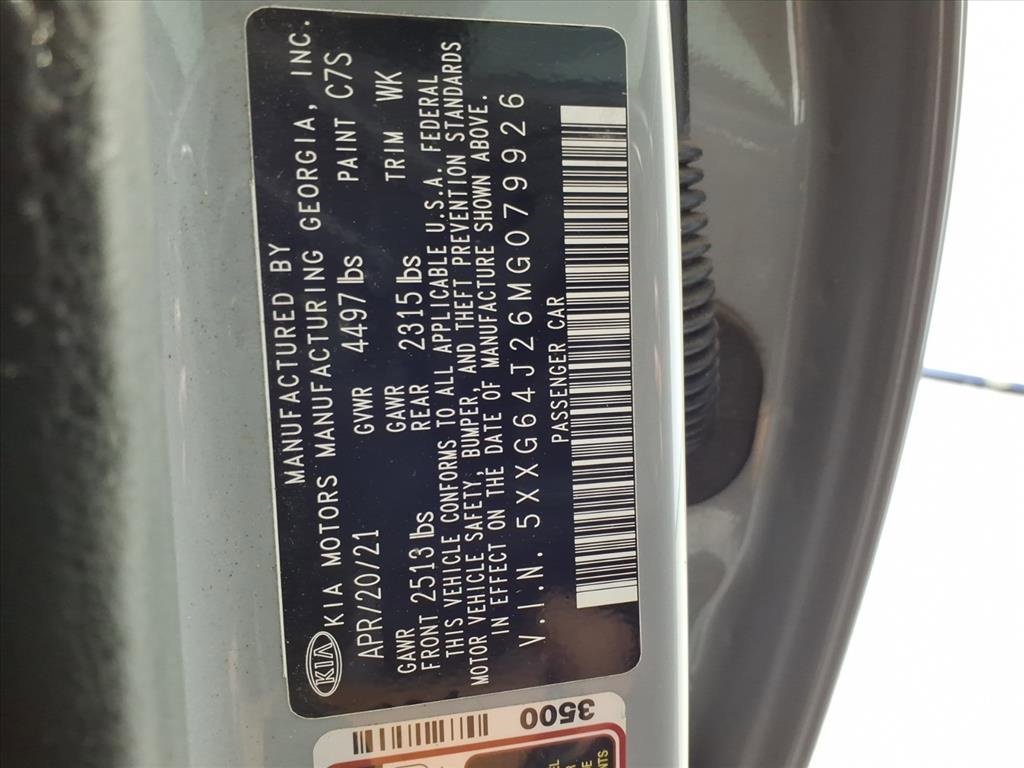 KIA
MANUFACTURED BY
KIA MOTORS MANUFACTURING GEORGIA, INC.
APR/20/21 GVWR 4497 lbs PAINT C7S
GAWR GAWR
FRONT 2513 lbs REAR 2315 lbs TRIM WK
THIS VEHICLE CONFORMS TO ALL APPLICABLE U.S.A. FEDERAL
MOTOR VEHICLE SAFETY, BUMPER, AND THEFT PREVENTION STANDARDS
IN EFFECT ON THE DATE OF MANUFACTURE SHOWN ABOVE.
V.I.N. 5XXG64J26MG079926
PASSENGER CAR
3500